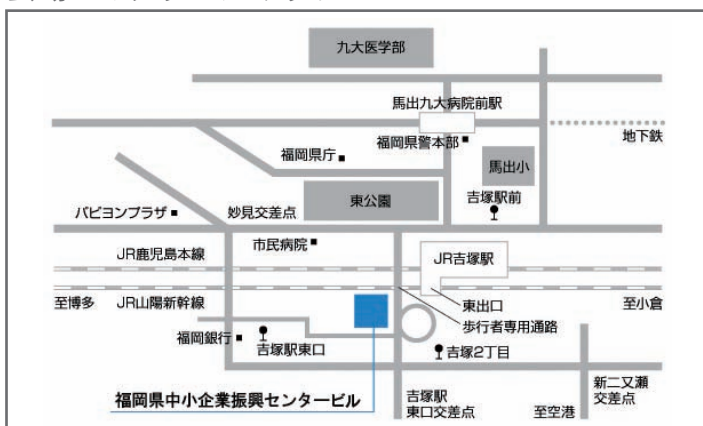 九大医学部
馬出九大病院前駅
地下鉄
福岡県警本部
福岡県庁
馬出小
吉塚駅前
東公園
パピヨンプラザ
妙見交差点
市民病院
JR鹿児島本線
JR吉塚駅
至博多
JR山陽新幹線
東出口
至小倉
歩行者専用通路
福岡銀行
吉塚駅東口
吉塚2丁目
福岡県中小企業振興センタービル
吉塚駅
東口交差点
至空港
新二又瀬
交差点